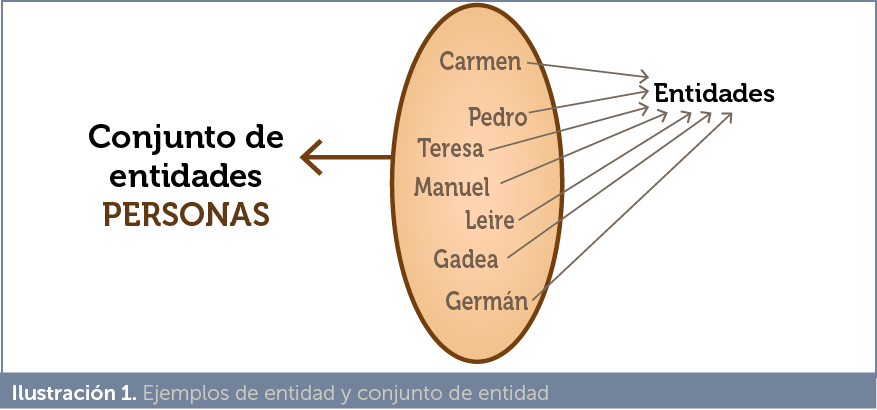 Conjunto de
entidades
PERSONAS
Carmen
Pedro
Teresa
Manuel
Leire
Gadea
Germán
Entidades
Ilustración 1. Ejemplos de entidad y conjunto de entidad